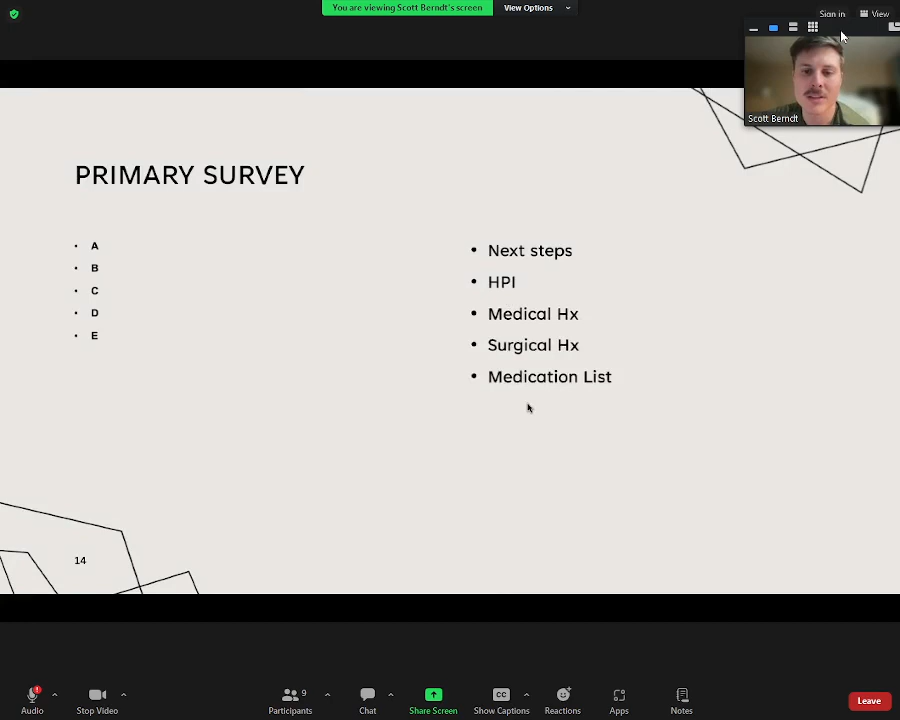 You are viewing Scott Berndt's screen
View Options
Sign in
View
Scott Berndt
PRIMARY SURVEY
• A
• B
• C
• D
• E
• Next steps
• HPI
• Medical Hx
• Surgical Hx
• Medication List
14
Audio
Stop Video
Participants
9
Chat
Share Screen
CC
Show Captions
Reactions
Apps
Notes
Leave